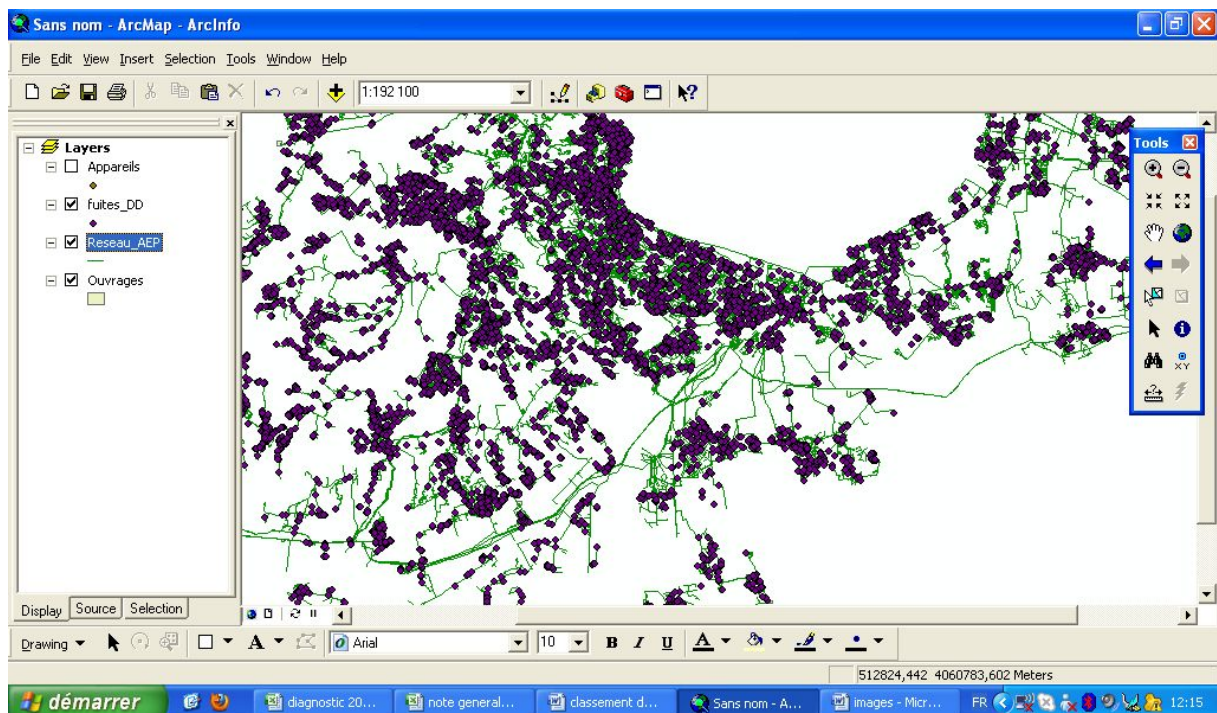 Sans nom - ArcMap - ArcInfo
File Edit View Insert Selection Tools Window Help
1:192 100
Layers
Appareils
fuites_DD
Reseau_AEP
Ouvrages
Tools
XY
Display Source Selection
Drawing A Arial 10 B I U A
512824,442 4060783,602 Meters
démarrer diagnostic 20... note general... classement d... Sans nom - A... images - Micr... FR 12:15